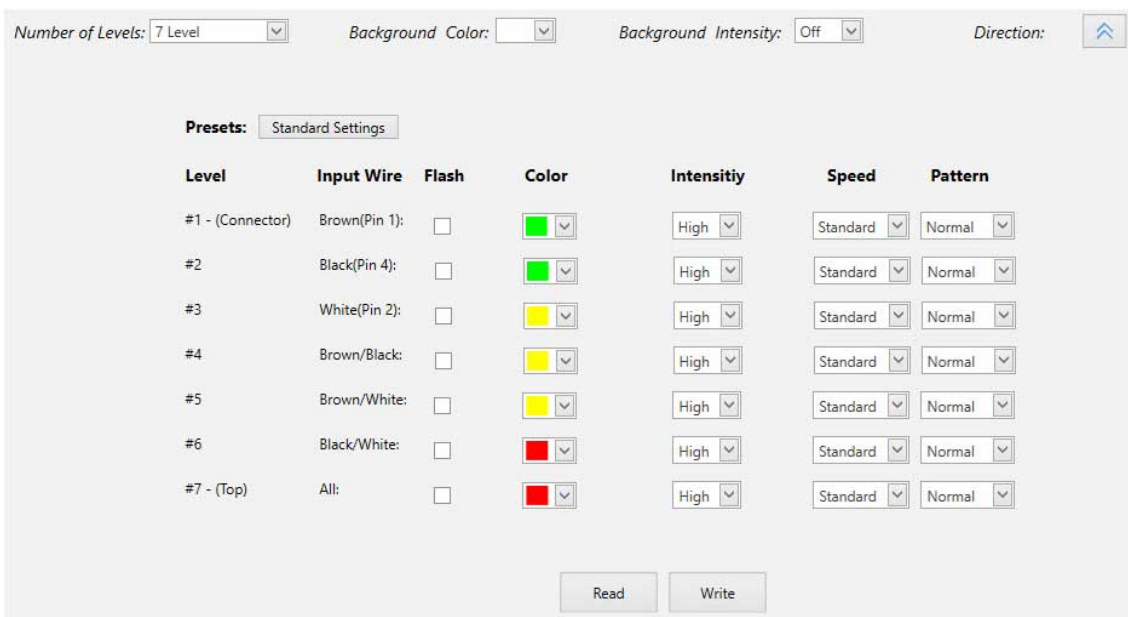 Number of Levels: 7 Level Background Color: Background Intensity: Off Direction:
Presets: Standard Settings
Level Input Wire Flash Color Intensitiy Speed Pattern
#1 - (Connector) Brown(Pin 1): High Standard Normal
#2 Black(Pin 4): High Standard Normal
#3 White(Pin 2): High Standard Normal
#4 Brown/Black: High Standard Normal
#5 Brown/White: High Standard Normal
#6 Black/White: High Standard Normal
#7 - (Top) All: High Standard Normal
Read Write